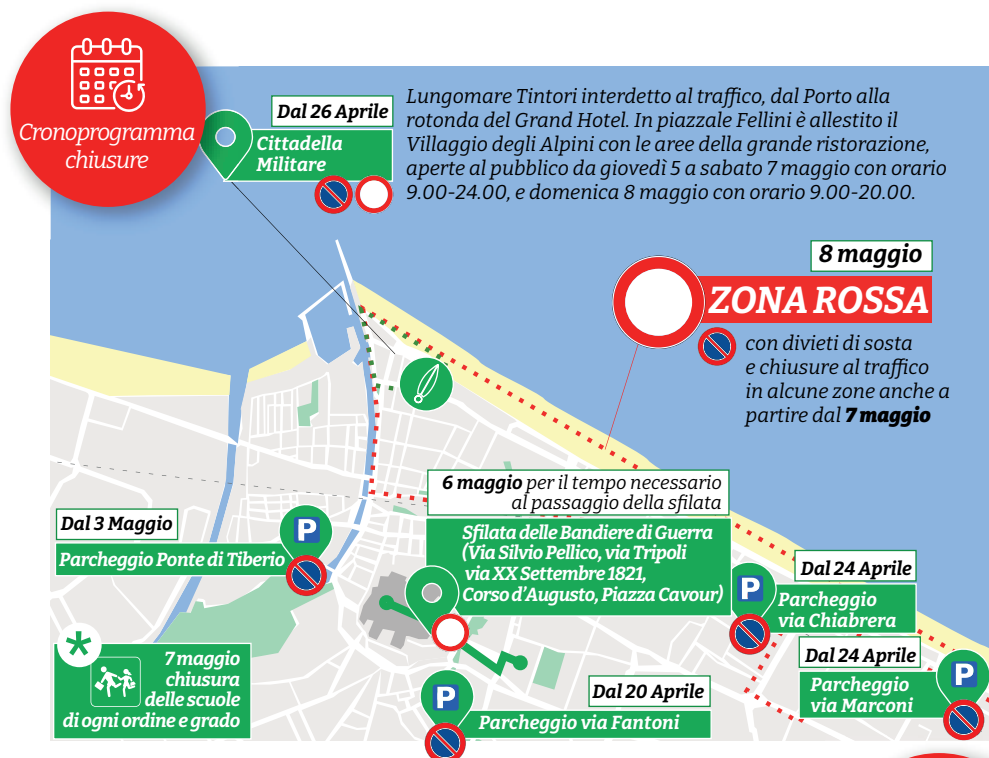 Cronoprogramma
chiusure
Dal 26 Aprile
Cittadella
Militare
Lungomare Tintori interdetto al traffico, dal Porto alla
rotonda del Grand Hotel. In piazzale Fellini è allestito il
Villaggio degli Alpini con le aree della grande ristorazione,
aperte al pubblico da giovedì 5 a sabato 7 maggio con orario
9.00-24.00, e domenica 8 maggio con orario 9.00-20.00.
8 maggio
ZONA ROSSA
con divieti di sosta
e chiusure al traffico
in alcune zone anche a
partire dal 7 maggio
6 maggio per il tempo necessario
al passaggio della sfilata
Sfilata delle Bandiere di Guerra
(Via Silvio Pellico, via Tripoli
via XX Settembre 1821,
Corso d'Augusto, Piazza Cavour)
Dal 3 Maggio
P
Parcheggio Ponte di Tiberio
Dal 24 Aprile
P
Parcheggio
via Chiabrera
Dal 24 Aprile
P
Parcheggio
via Marconi
*
7 maggio
chiusura
delle scuole
di ogni ordine e grado
Dal 20 Aprile
P
Parcheggio via Fantoni